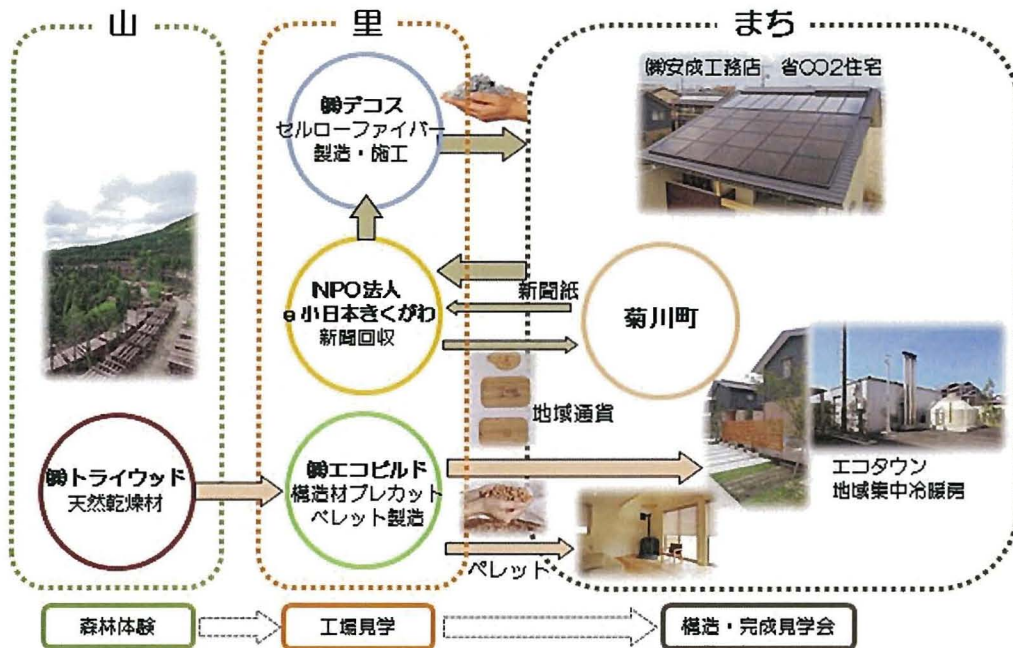 山
里
まち
㈱デコス
セルローファイバー
製造・施工
㈱安成工務店 省CO2住宅
NPO法人
e小日本きくがわ
新聞回収
新聞紙
菊川町
地域通貨
㈱トライウッド
天然乾燥材
㈱エコビルド
構造材プレカット
ペレット製造
エコタウン
地域集中冷暖房
ペレット
森林体験
工場見学
構造・完成見学会